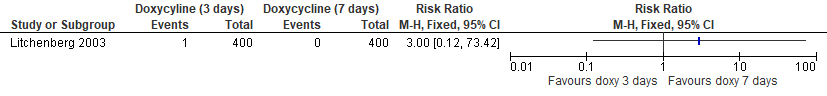 Doxycycline (3 days) Doxycycline (7 days) Risk Ratio Risk Ratio
Study or Subgroup Events Total Events Total M-H, Fixed, 95% CI M-H, Fixed, 95% CI
Litchenberg 2003 1 400 0 400 3.00 [0.12, 73.42]
0.01 0.1 1 10 100
Favours doxy 3 days Favours doxy 7 days